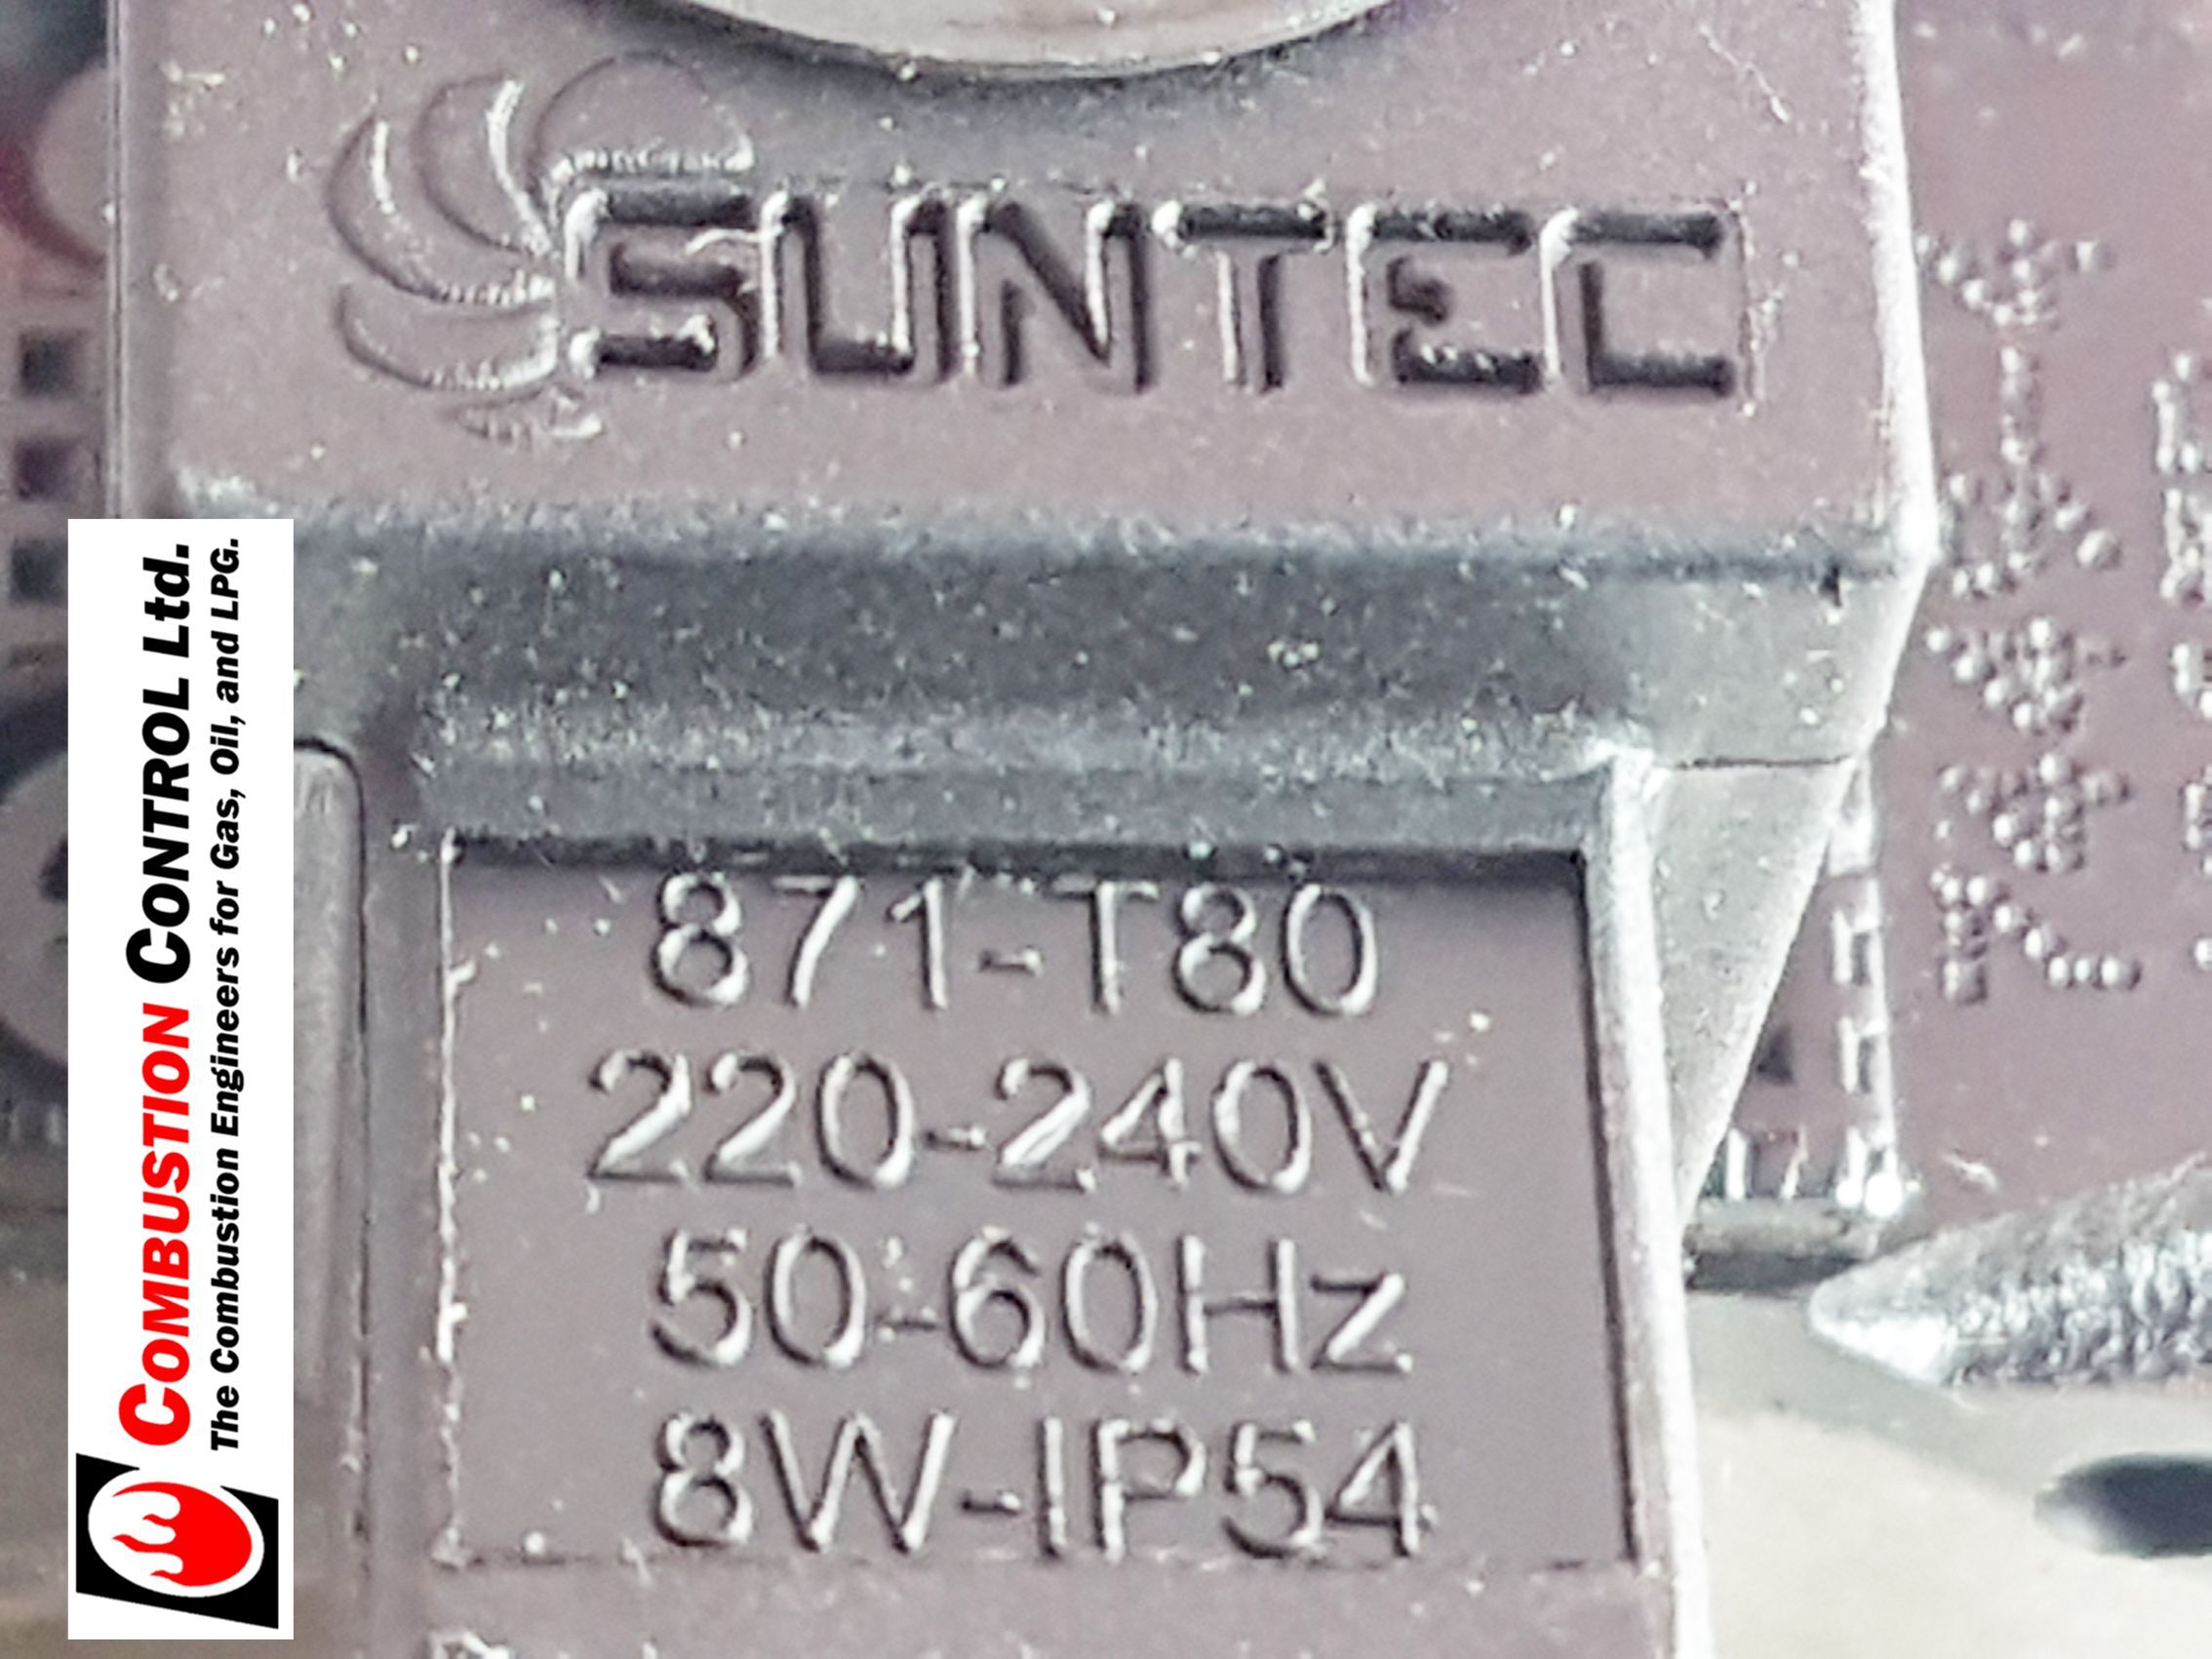 SUNTEC
871-T80
220-240V
50-60Hz
8W-IP54
COMBUSTION CONTROL Ltd.
The Combustion Engineers for Gas, Oil, and LPG.